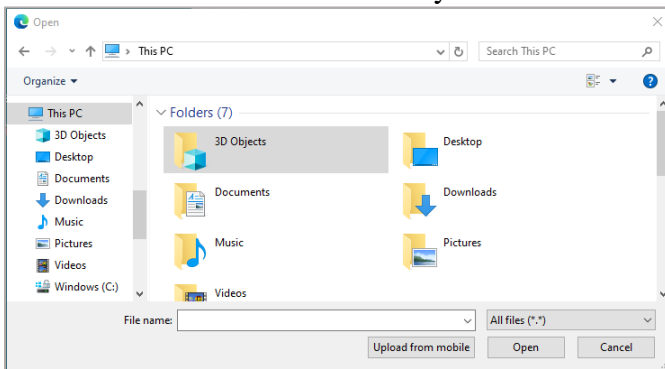 Open
This PC
Search This PC
Organize
This PC
3D Objects
Desktop
Documents
Downloads
Music
Pictures
Videos
Windows (C:)
Folders (7)
3D Objects
Desktop
Documents
Downloads
Music
Pictures
Videos
File name:
All files (*.*)
Upload from mobile
Open
Cancel